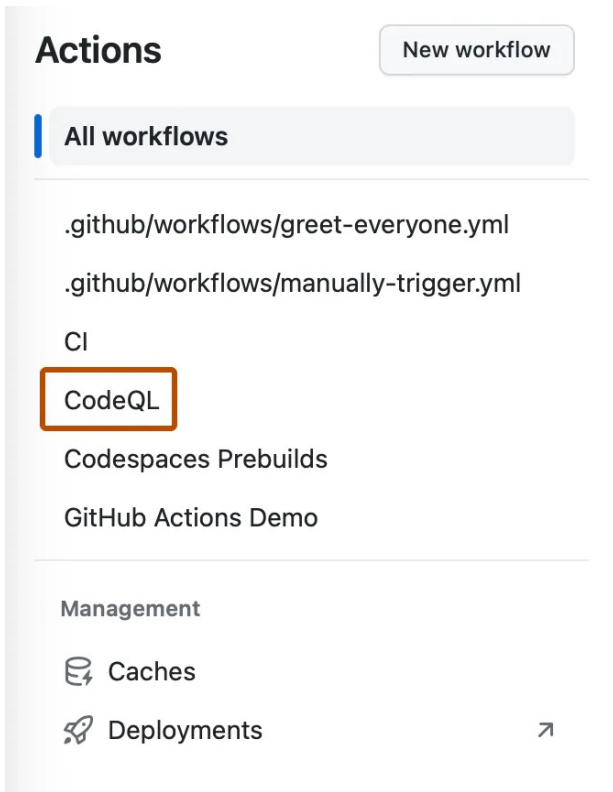 Actions
New workflow
All workflows
.github/workflows/greet-everyone.yml
.github/workflows/manually-trigger.yml
CI
CodeQL
Codespaces Prebuilds
GitHub Actions Demo
Management
Caches
Deployments